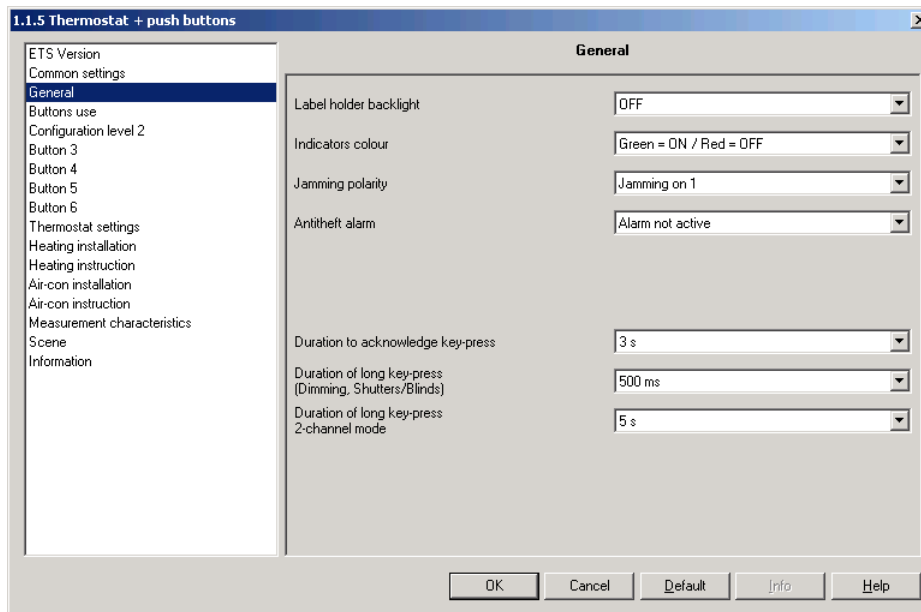 1.1.5 Thermostat + push buttons
ETS Version
Common settings
General
Buttons use
Configuration level 2
Button 3
Button 4
Button 5
Button 6
Thermostat settings
Heating installation
Heating instruction
Air-con installation
Air-con instruction
Measurement characteristics
Scene
Information
General
Label holder backlight
OFF
Indicators colour
Green = ON / Red = OFF
Jamming polarity
Jamming on 1
Antitheft alarm
Alarm not active
Duration to acknowledge key-press
3 s
Duration of long key-press
(Dimming, Shutters/Blinds)
500 ms
Duration of long key-press
2-channel mode
5 s
OK
Cancel
Default
Info
Help